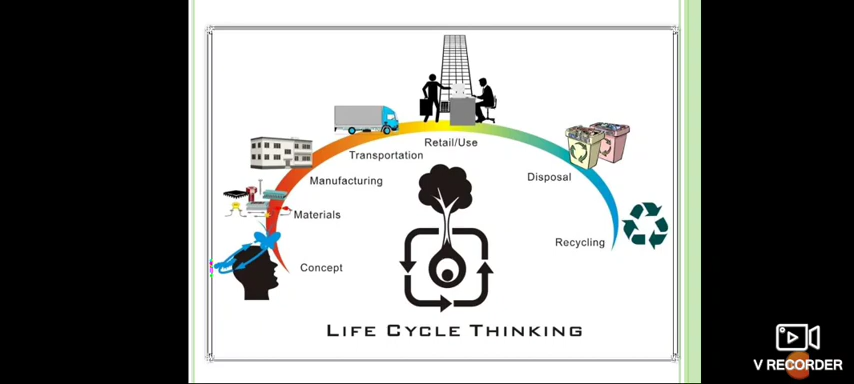 Retail/Use
Transportation
Manufacturing
Disposal
Materials
Recycling
Concept
LIFE CYCLE THINKING
V RECORDER